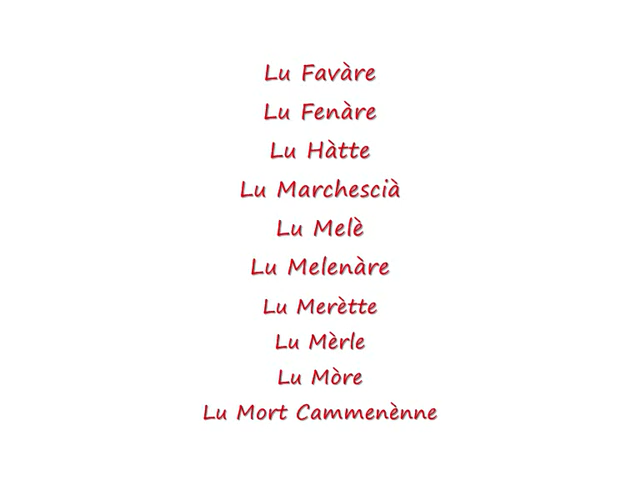 Lu Favàre
Lu Fenàre
Lu Hàtte
Lu Marchescià
Lu Melè
Lu Melenàre
Lu Merètte
Lu Mèrle
Lu Mòre
Lu Mort Cammenènne